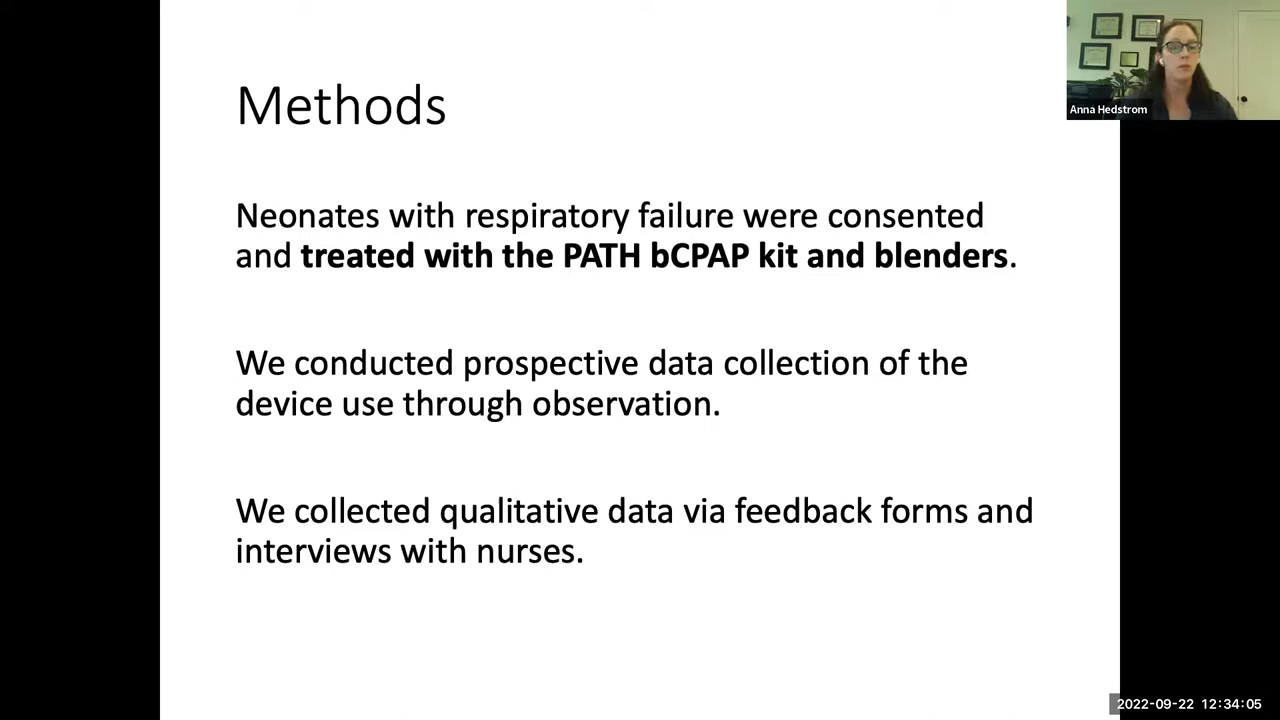 Methods
Neonates with respiratory failure were consented
and treated with the PATH bCPAP kit and blenders.
We conducted prospective data collection of the
device use through observation.
We collected qualitative data via feedback forms and
interviews with nurses.
Anna Hedstrom
2022-09-22 12:34:05